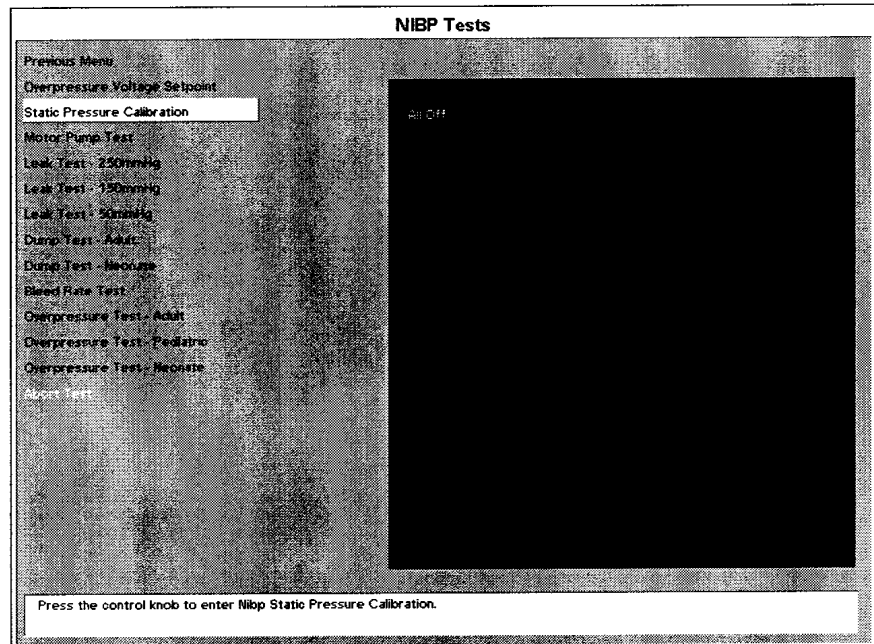 NIBP Tests
Previous Menu
Overpressure Voltage Setpoint
Static Pressure Calibration
Motor Pump Test
Leak Test - 250mmHg
Leak Test - 150mmHg
Leak Test - 50mmHg
Dump Test - Adult
Dump Test - Neonate
Bleed Rate Test
Overpressure Test - Adult
Overpressure Test - Pediatric
Overpressure Test - Neonate
Abort Test
All Off
Press the control knob to enter Nibp Static Pressure Calibration.